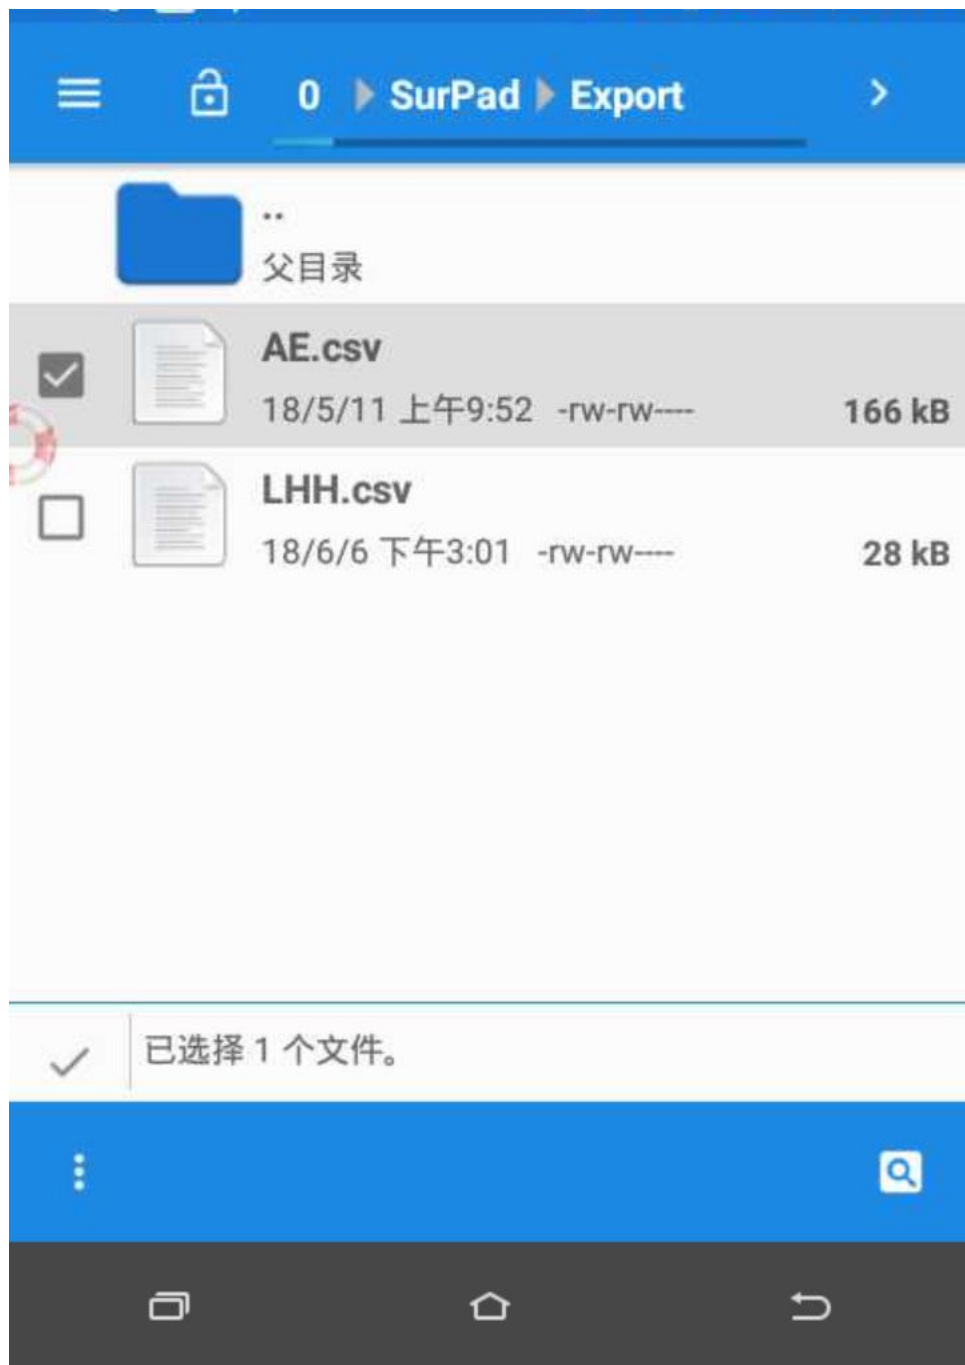 0 SurPad Export
..
父目录
AE.csv
18/5/11 上午9:52 -rw-rw----
166 kB
LHH.csv
18/6/6 下午3:01 -rw-rw----
28 kB
已选择 1 个文件。